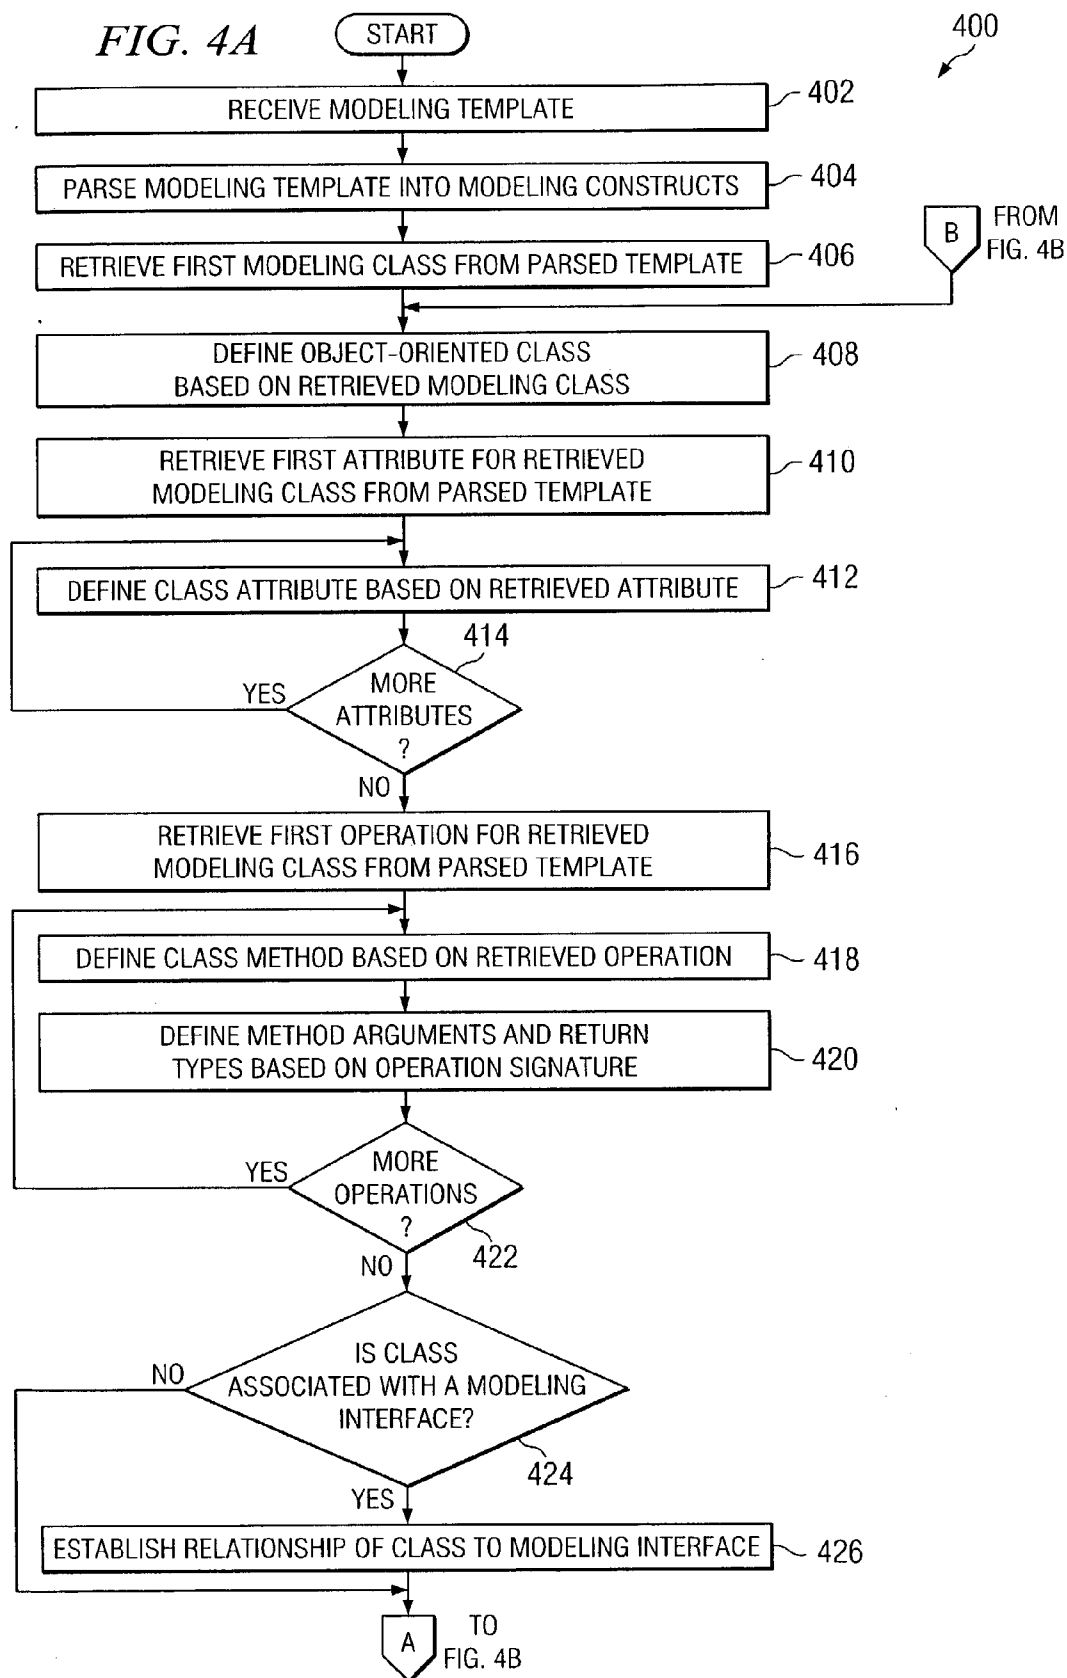 FIG. 4A
START
400
RECEIVE MODELING TEMPLATE
402
PARSE MODELING TEMPLATE INTO MODELING CONSTRUCTS
404
B
FROM
FIG. 4B
RETRIEVE FIRST MODELING CLASS FROM PARSED TEMPLATE
406
DEFINE OBJECT-ORIENTED CLASS
BASED ON RETRIEVED MODELING CLASS
408
RETRIEVE FIRST ATTRIBUTE FOR RETRIEVED
MODELING CLASS FROM PARSED TEMPLATE
410
DEFINE CLASS ATTRIBUTE BASED ON RETRIEVED ATTRIBUTE
412
414
MORE
ATTRIBUTES
?
YES
NO
RETRIEVE FIRST OPERATION FOR RETRIEVED
MODELING CLASS FROM PARSED TEMPLATE
416
DEFINE CLASS METHOD BASED ON RETRIEVED OPERATION
418
DEFINE METHOD ARGUMENTS AND RETURN
TYPES BASED ON OPERATION SIGNATURE
420
YES
MORE
OPERATIONS
?
422
NO
NO
IS CLASS
ASSOCIATED WITH A MODELING
INTERFACE?
424
YES
ESTABLISH RELATIONSHIP OF CLASS TO MODELING INTERFACE
426
A
TO
FIG. 4B